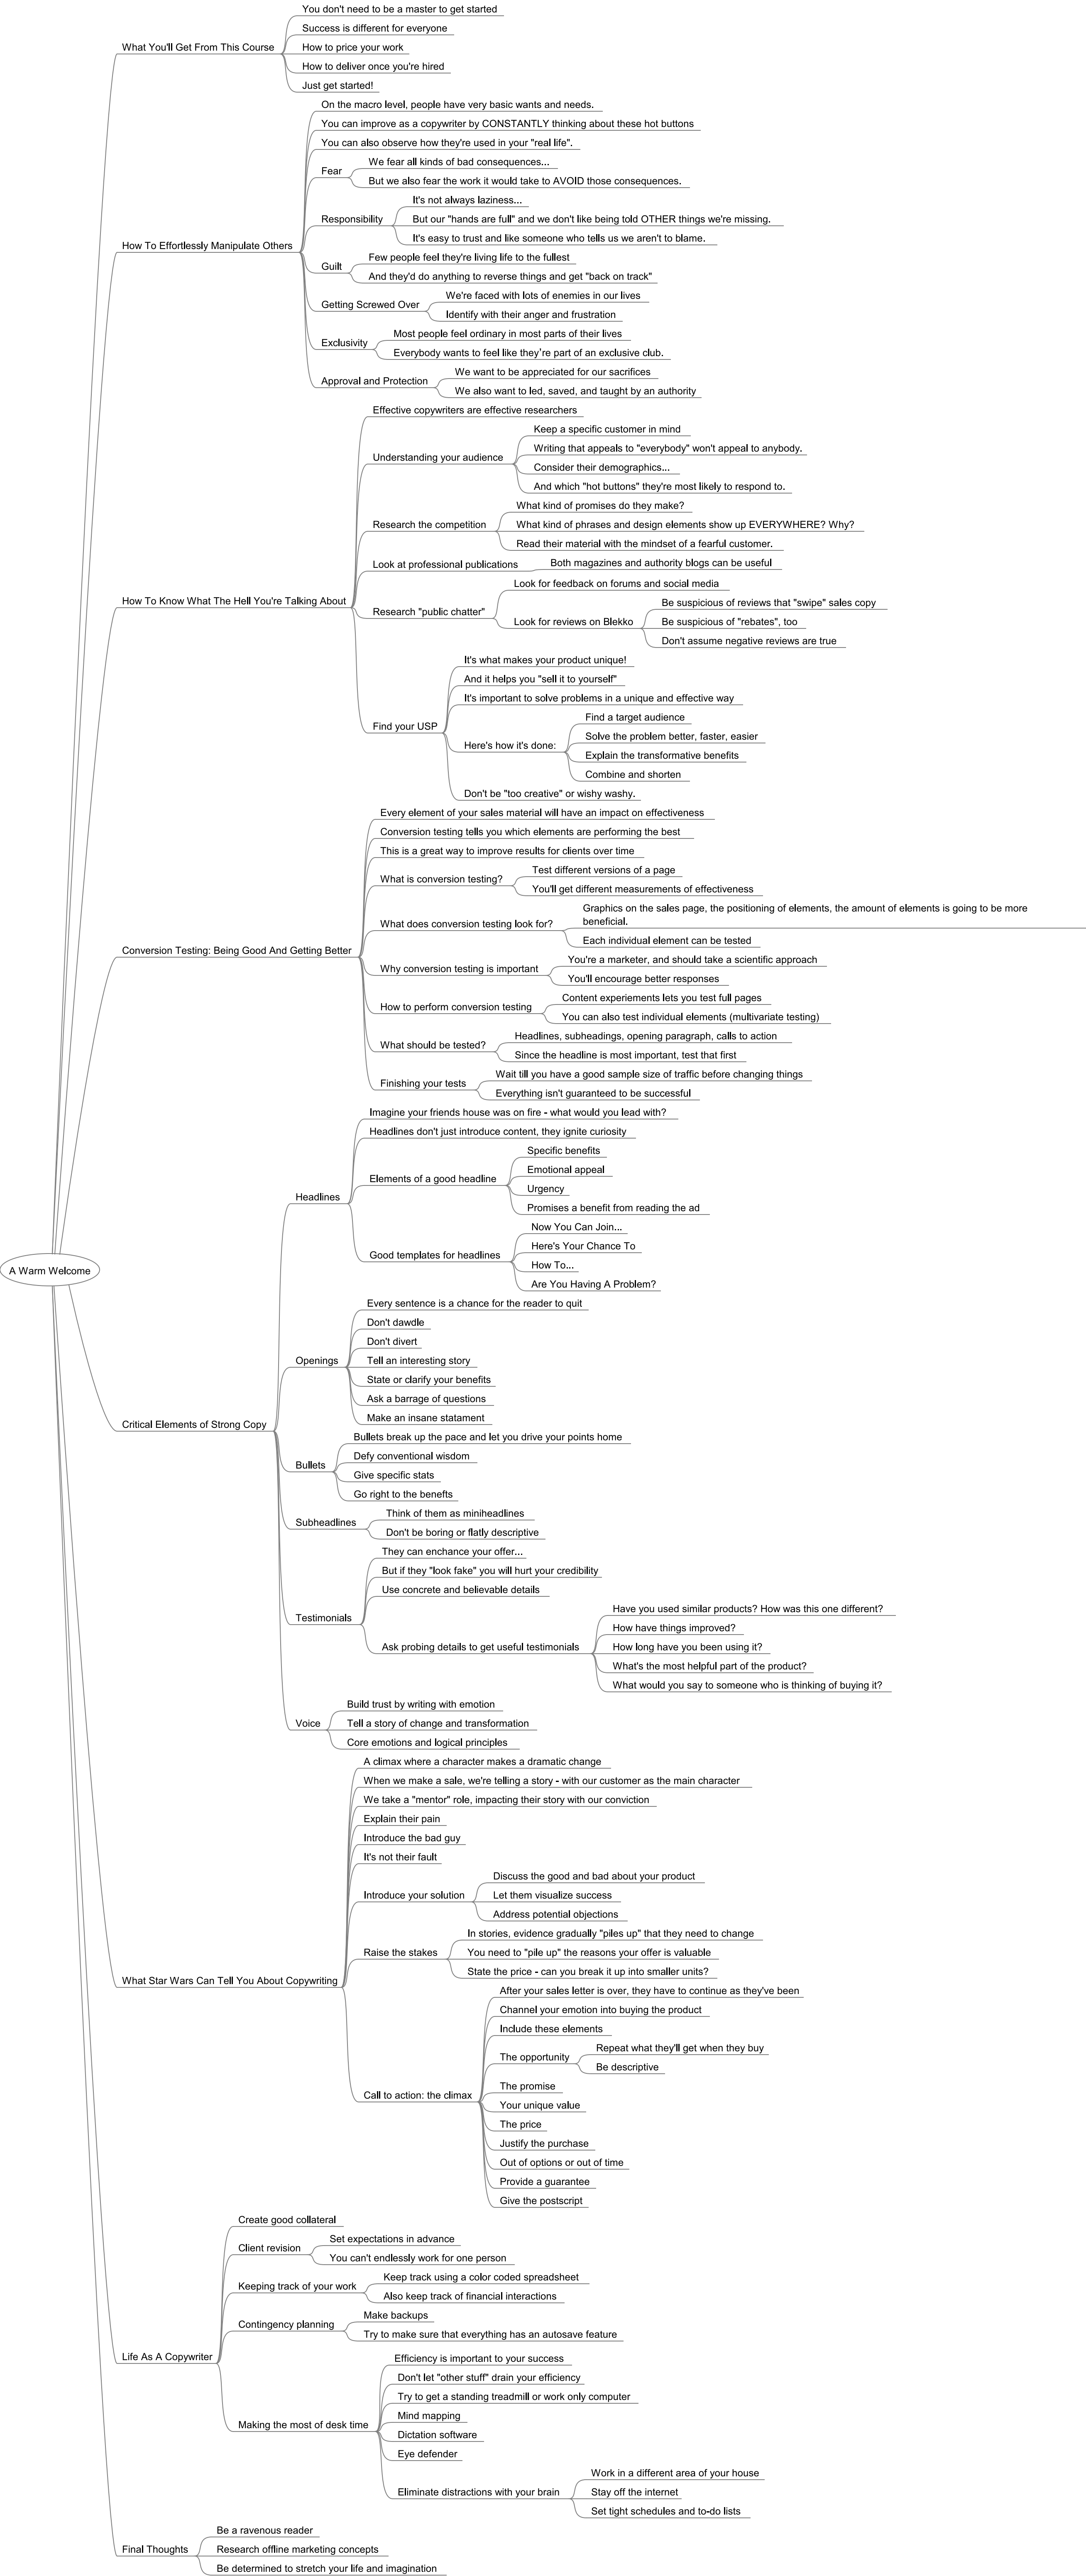 You don't need to be a master to get started
Success is different for everyone
What You'll Get From This Course
How to price your work
How to deliver once you're hired
Just get started!
On the macro level, people have very basic wants and needs.
You can improve as a copywriter by CONSTANTLY thinking about these hot buttons
You can also observe how they're used in your "real life".
Fear
We fear all kinds of bad consequences...
But we also fear the work it would take to AVOID those consequences.
Responsibility
It's not always laziness...
But our "hands are full" and we don't like being told OTHER things we're missing.
It's easy to trust and like someone who tells us we aren't to blame.
How To Effortlessly Manipulate Others
Guilt
Few people feel they're living life to the fullest
And they'd do anything to reverse things and get "back on track"
Getting Screwed Over
We're faced with lots of enemies in our lives
Identify with their anger and frustration
Exclusivity
Most people feel ordinary in most parts of their lives
Everybody wants to feel like they're part of an exclusive club.
Approval and Protection
We want to be appreciated for our sacrifices
We also want to led, saved, and taught by an authority
Effective copywriters are effective researchers
Understanding your audience
Keep a specific customer in mind
Writing that appeals to "everybody" won't appeal to anybody.
Consider their demographics...
And which "hot buttons" they're most likely to respond to.
Research the competition
What kind of promises do they make?
What kind of phrases and design elements show up EVERYWHERE? Why?
Read their material with the mindset of a fearful customer.
Look at professional publications
Both magazines and authority blogs can be useful
How To Know What The Hell You're Talking About
Research "public chatter"
Look for feedback on forums and social media
Look for reviews on Blekko
Be suspicious of reviews that "swipe" sales copy
Be suspicious of "rebates", too
Don't assume negative reviews are true
Find your USP
It's what makes your product unique!
And it helps you "sell it to yourself"
It's important to solve problems in a unique and effective way
Here's how it's done:
Find a target audience
Solve the problem better, faster, easier
Explain the transformative benefits
Combine and shorten
Don't be "too creative" or wishy washy.
Every element of your sales material will have an impact on effectiveness
Conversion testing tells you which elements are performing the best
This is a great way to improve results for clients over time
What is conversion testing?
Test different versions of a page
You'll get different measurements of effectiveness
What does conversion testing look for?
Graphics on the sales page, the positioning of elements, the amount of elements is going to be more
beneficial.
Each individual element can be tested
Conversion Testing: Being Good And Getting Better
Why conversion testing is important
You're a marketer, and should take a scientific approach
You'll encourage better responses
How to perform conversion testing
Content experiements lets you test full pages
You can also test individual elements (multivariate testing)
What should be tested?
Headlines, subheadings, opening paragraph, calls to action
Since the headline is most important, test that first
Finishing your tests
Wait till you have a good sample size of traffic before changing things
Everything isn't guaranteed to be successful
Headlines
Imagine your friends house was on fire - what would you lead with?
Headlines don't just introduce content, they ignite curiosity
Elements of a good headline
Specific benefits
Emotional appeal
Urgency
Promises a benefit from reading the ad
Good templates for headlines
Now You Can Join...
Here's Your Chance To
How To...
Are You Having A Problem?
A Warm Welcome
Openings
Every sentence is a chance for the reader to quit
Don't dawdle
Don't divert
Tell an interesting story
State or clarify your benefits
Ask a barrage of questions
Make an insane statament
Critical Elements of Strong Copy
Bullets
Bullets break up the pace and let you drive your points home
Defy conventional wisdom
Give specific stats
Go right to the benefts
Subheadlines
Think of them as miniheadlines
Don't be boring or flatly descriptive
Testimonials
They can enchance your offer...
But if they "look fake" you will hurt your credibility
Use concrete and believable details
Ask probing details to get useful testimonials
Have you used similar products? How was this one different?
How have things improved?
How long have you been using it?
What's the most helpful part of the product?
What would you say to someone who is thinking of buying it?
Voice
Build trust by writing with emotion
Tell a story of change and transformation
Core emotions and logical principles
A climax where a character makes a dramatic change
When we make a sale, we're telling a story - with our customer as the main character
We take a "mentor" role, impacting their story with our conviction
Explain their pain
Introduce the bad guy
It's not their fault
Introduce your solution
Discuss the good and bad about your product
Let them visualize success
Address potential objections
Raise the stakes
In stories, evidence gradually "piles up" that they need to change
You need to "pile up" the reasons your offer is valuable
State the price - can you break it up into smaller units?
What Star Wars Can Tell You About Copywriting
Call to action: the climax
After your sales letter is over, they have to continue as they've been
Channel your emotion into buying the product
Include these elements
The opportunity
Repeat what they'll get when they buy
Be descriptive
The promise
Your unique value
The price
Justify the purchase
Out of options or out of time
Provide a guarantee
Give the postscript
Create good collateral
Client revision
Set expectations in advance
You can't endlessly work for one person
Keeping track of your work
Keep track using a color coded spreadsheet
Also keep track of financial interactions
Contingency planning
Make backups
Try to make sure that everything has an autosave feature
Life As A Copywriter
Making the most of desk time
Efficiency is important to your success
Don't let "other stuff" drain your efficiency
Try to get a standing treadmill or work only computer
Mind mapping
Dictation software
Eye defender
Eliminate distractions with your brain
Work in a different area of your house
Stay off the internet
Set tight schedules and to-do lists
Final Thoughts
Be a ravenous reader
Research offline marketing concepts
Be determined to stretch your life and imagination